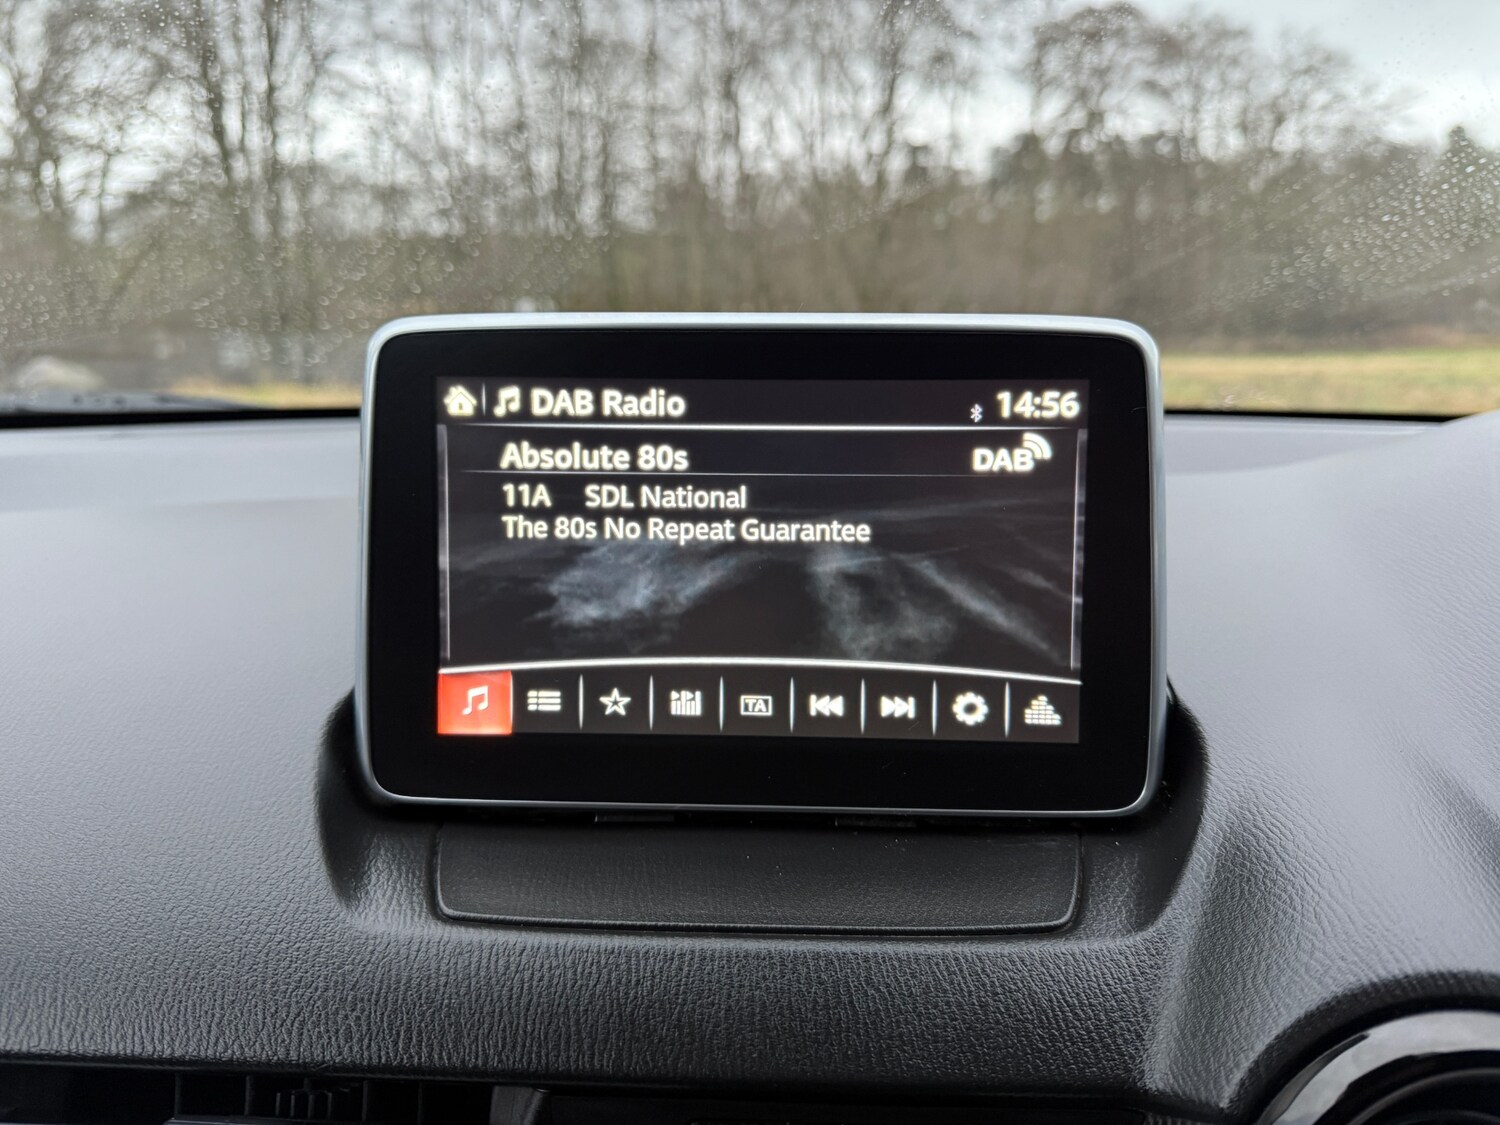 DAB Radio 14:56
Absolute 80s DAB
11A SDL National
The 80s No Repeat Guarantee
TA